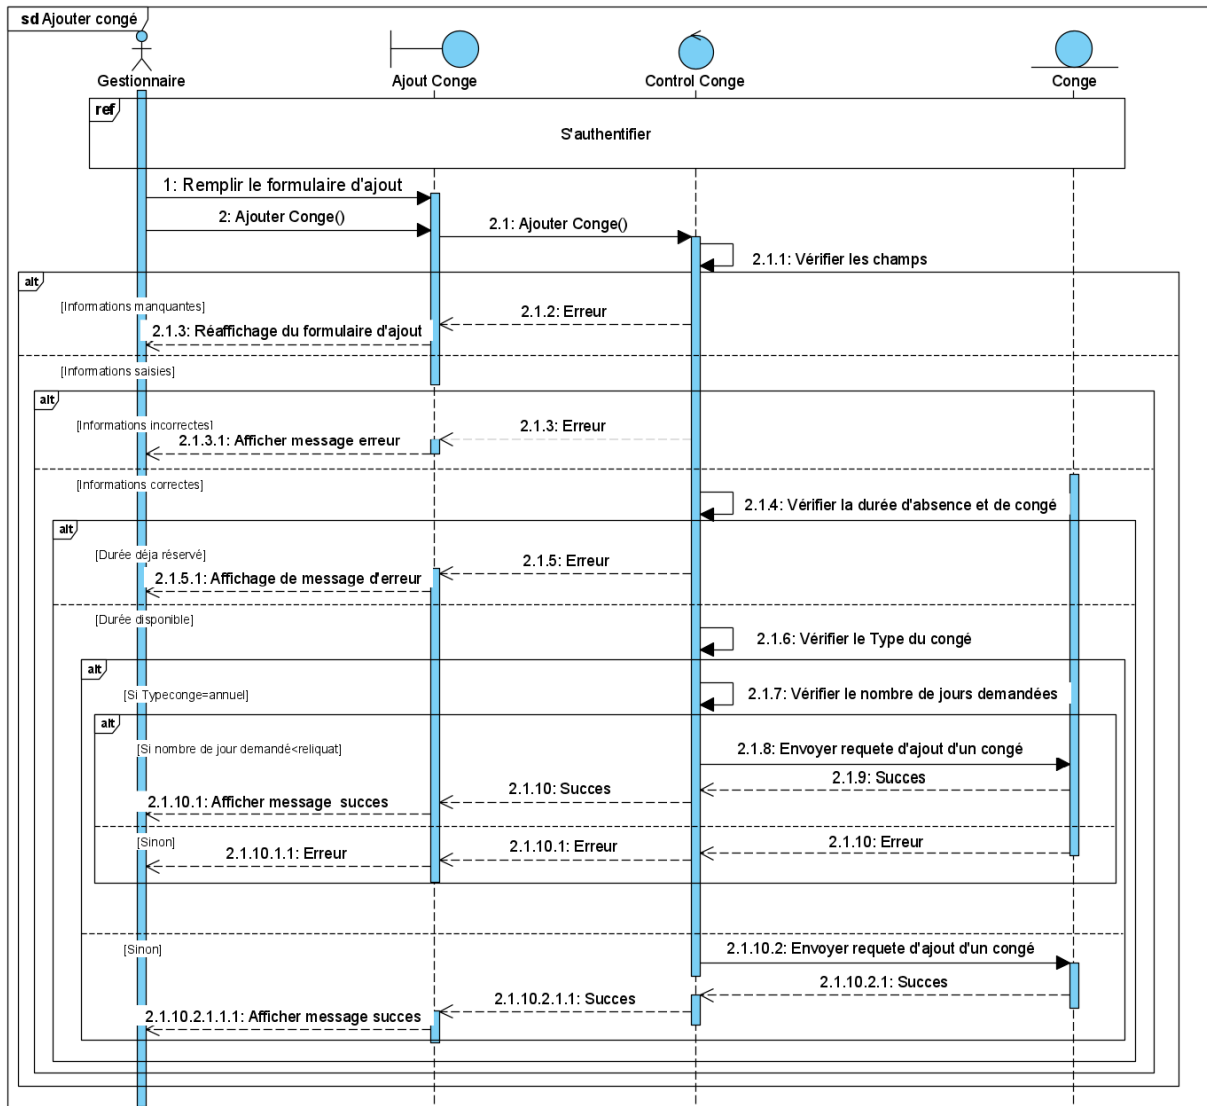 sd Ajouter congé
Gestionnaire
Ajout Conge
Control Conge
Conge
ref
S'authentifier
1: Remplir le formulaire d'ajout
2: Ajouter Conge()
2.1: Ajouter Conge()
2.1.1: Vérifier les champs
alt
[Informations manquantes]
2.1.2: Erreur
2.1.3: Réaffichage du formulaire d'ajout
[Informations saisies]
alt
[Informations incorrectes]
2.1.3: Erreur
2.1.3.1: Afficher message erreur
[Informations correctes]
2.1.4: Vérifier la durée d'absence et de congé
alt
[Durée déja réservé]
2.1.5: Erreur
2.1.5.1: Affichage de message d'erreur
[Durée disponible]
2.1.6: Vérifier le Type du congé
alt
[Si Typeconge=annuel]
2.1.7: Vérifier le nombre de jours demandées
alt
[Si nombre de jour demandé<reliquat]
2.1.8: Envoyer requete d'ajout d'un congé
2.1.9: Succes
2.1.10: Succes
2.1.10.1: Afficher message succes
[Sinon]
2.1.10: Erreur
2.1.10.1: Erreur
2.1.10.1.1: Erreur
[Sinon]
2.1.10.2: Envoyer requete d'ajout d'un congé
2.1.10.2.1: Succes
2.1.10.2.1.1: Succes
2.1.10.2.1.1.1: Afficher message succes